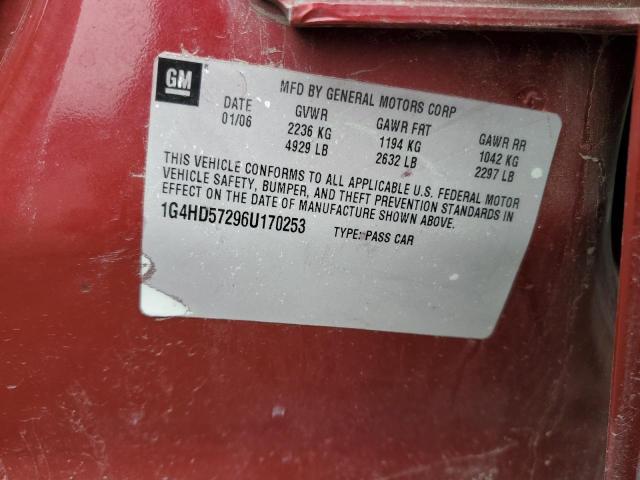 GM
MFD BY GENERAL MOTORS CORP
DATE GVWR GAWR FRT GAWR RR
01/06 2236 KG 1194 KG 1042 KG
4929 LB 2632 LB 2297 LB
THIS VEHICLE CONFORMS TO ALL APPLICABLE U.S. FEDERAL MOTOR
VEHICLE SAFETY, BUMPER, AND THEFT PREVENTION STANDARDS IN
EFFECT ON THE DATE OF MANUFACTURE SHOWN ABOVE.
1G4HD57296U170253 TYPE: PASS CAR